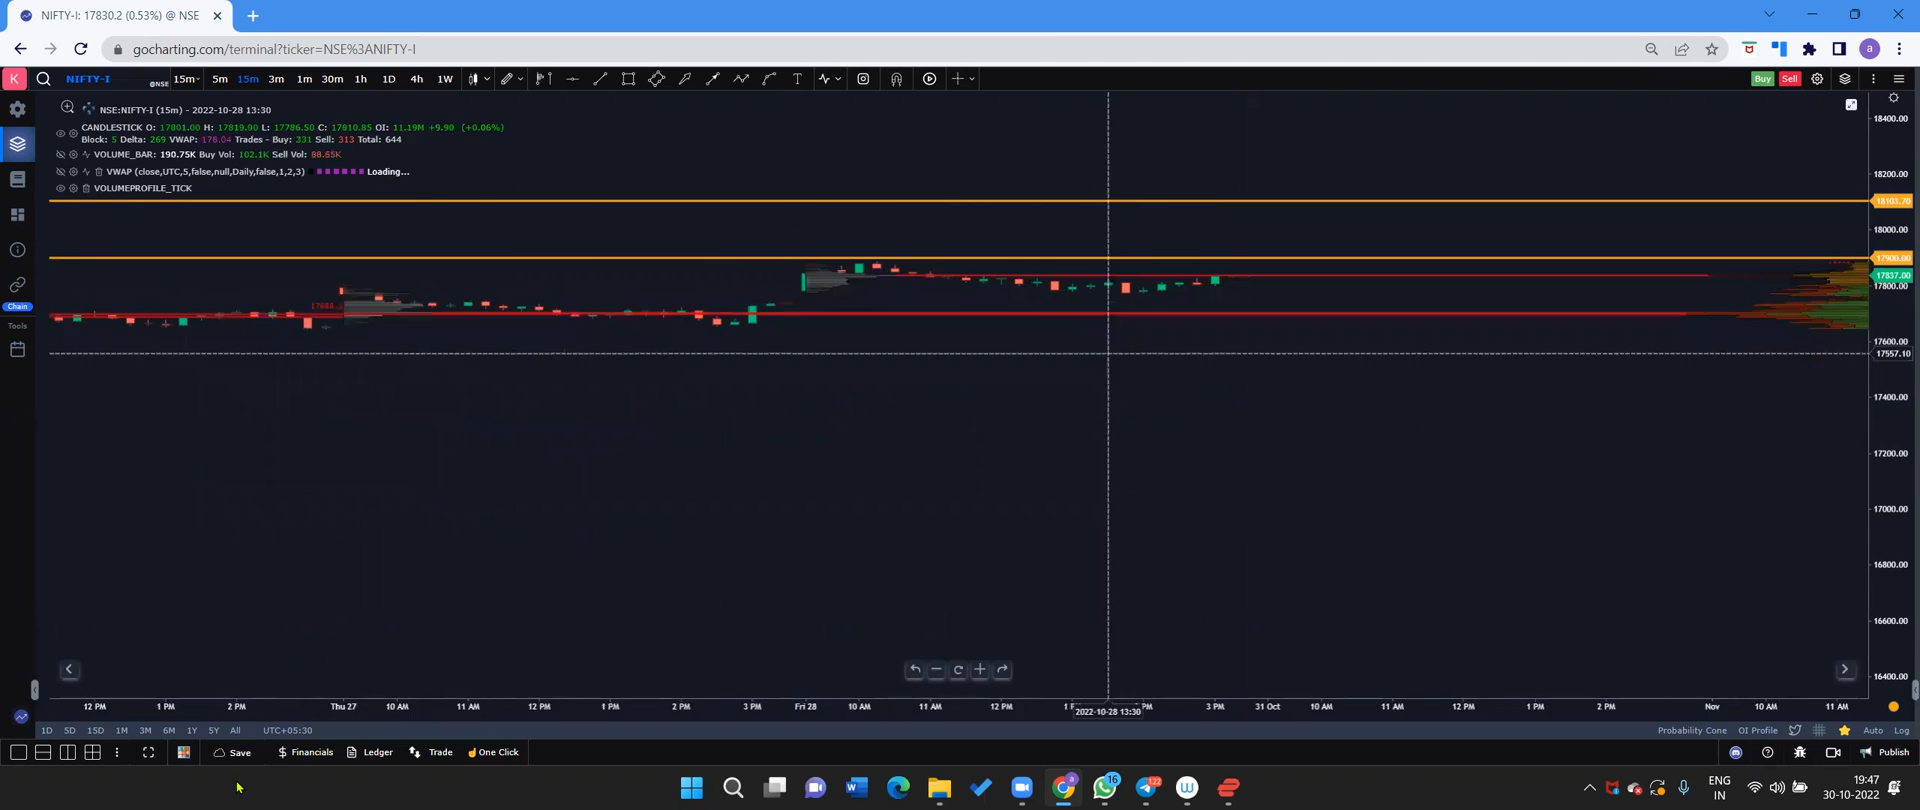 NIFTY-I: 17830.2 (0.53%) @ NSE
gocharting.com/terminal?ticker=NSE%3ANIFTY-I
a
K NIFTY-I @NSE 15m 5m 15m 3m 1m 30m 1h 1D 4h 1W T Buy Sell
NSE:NIFTY-I (15m) - 2022-10-28 13:30
CANDLESTICK O: 17801.00 H: 17819.90 L: 17786.50 C: 17810.85 OI: 11.19M +9.90 (+0.06%)
Block: 5 Delta: 269 VWAP: 178.04 Trades - Buy: 331 Sell: 313 Total: 644
VOLUME_BAR: 190.75K Buy Vol: 102.1K Sell Vol: 88.65K
VWAP (close,UTC,5,false,null,Daily,false,1,2,3) Loading...
VOLUMEPROFILE_TICK
18400.00
18200.00
18103.70
18000.00
17900.00
17837.00
17800.00
17600.00
17557.10
17400.00
17200.00
17000.00
16800.00
16600.00
16400.00
Chain
Tools
12 PM 1 PM 2 PM Thu 27 10 AM 11 AM 12 PM 1 PM 2 PM 3 PM Fri 28 10 AM 11 AM 12 PM 2022-10-28 13:30 3 PM 31 Oct 10 AM 11 AM 12 PM 1 PM 2 PM Nov 10 AM 11 AM
1D 5D 15D 1M 3M 6M 1Y 5Y All UTC+05:30 Probability Cone OI Profile Auto Log
Save Financials Ledger Trade One Click Publish
16
122
ENG
IN
19:47
30-10-2022